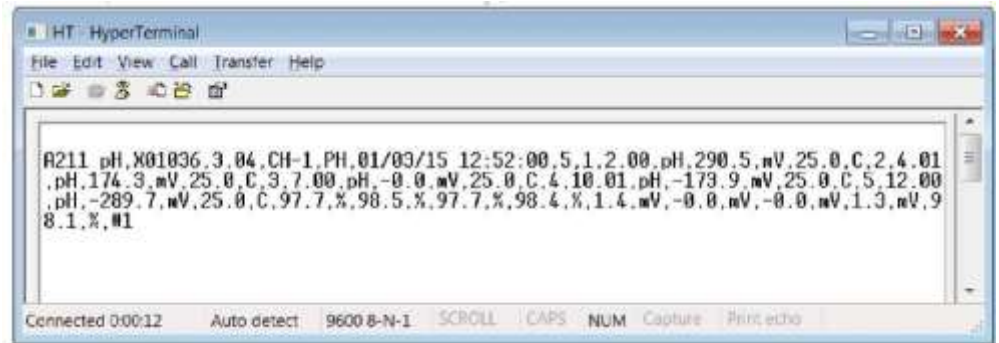 HT - HyperTerminal
File Edit View Call Transfer Help
A211 pH,X01036,3.04,CH-1,PH,01/03/15 12:52:00,5,1,2.00,pH,290.5,mV,25.0,C,2,4.01
,pH,174.3,mV,25.0,C,3,7.00,pH,-0.0,mV,25.0,C,4,10.01,pH,-173.9,mV,25.0,C,5,12.00
,pH,-289.7,mV,25.0,C,97.7,%,98.5,%,97.7,%,98.4,%,1.4,mV,-0.0,mV,-0.0,mV,1.3,mV,9
8.1,%,#1
Connected 0:00:12 Auto detect 9600 8-N-1 SCROLL CAPS NUM Capture Print echo